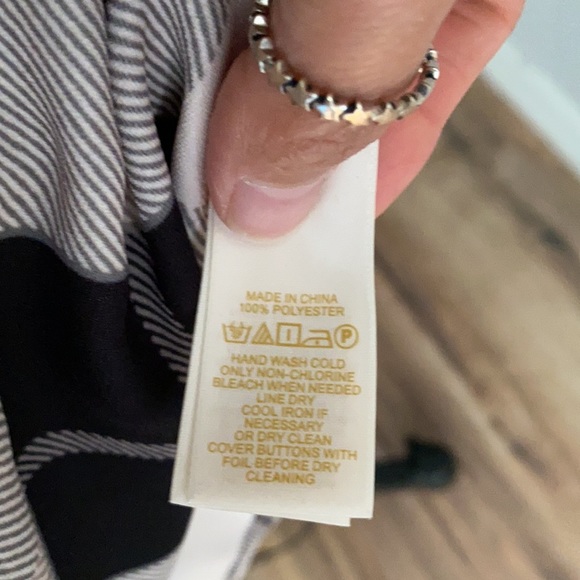 MADE IN CHINA
100% POLYESTER
P
HAND WASH COLD
ONLY NON-CHLORINE
BLEACH WHEN NEEDED
LINE DRY
COOL IRON IF
NECESSARY
OR DRY CLEAN
COVER BUTTONS WITH
FOIL BEFORE DRY
CLEANING